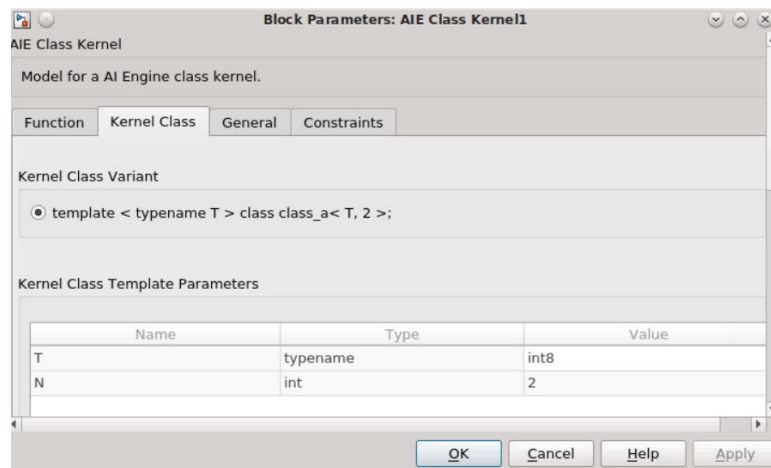 Block Parameters: AIE Class Kernel1
AIE Class Kernel
Model for a AI Engine class kernel.
Function Kernel Class General Constraints
Kernel Class Variant
template < typename T > class class_a< T, 2 >;
Kernel Class Template Parameters
Name Type Value
T typename int8
N int 2
OK Cancel Help Apply